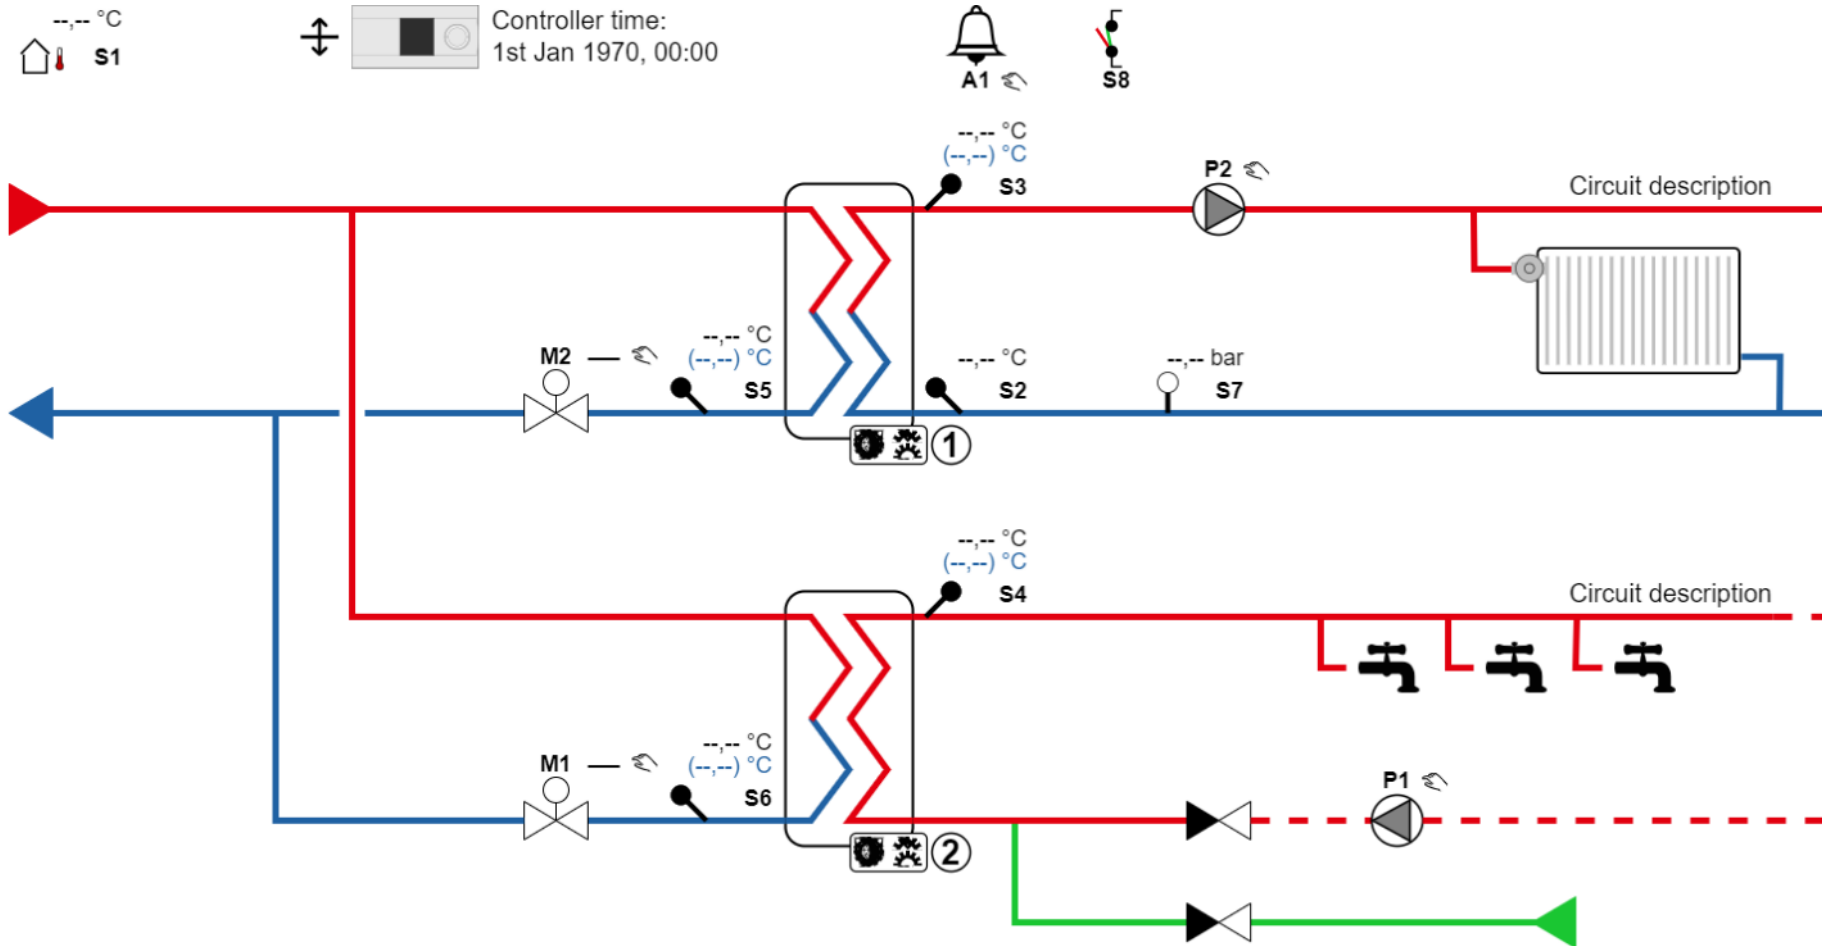 --,-- °C
S1
Controller time:
1st Jan 1970, 00:00
A1
S8
--,-- °C
(--,--) °C
S3
P2
Circuit description
M2
--,-- °C
(--,--) °C
S5
--,-- °C
S2
--,-- bar
S7
1
--,-- °C
(--,--) °C
S4
Circuit description
M1
--,-- °C
(--,--) °C
S6
P1
2